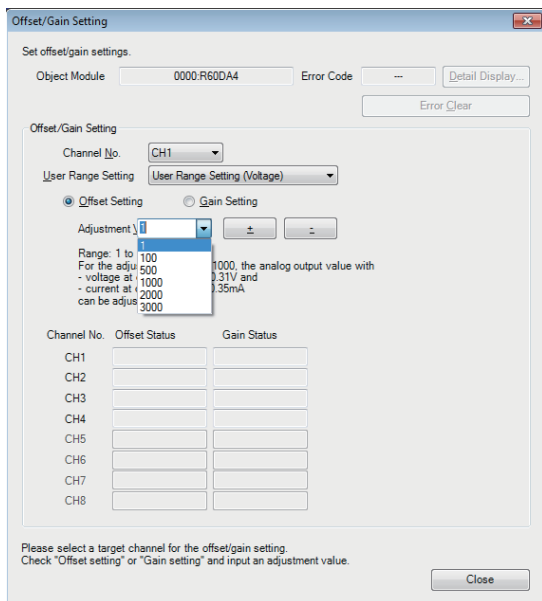 Offset/Gain Setting
Set offset/gain settings.
Object Module 0000:R60DA4 Error Code --- Detail Display...
Error Clear
Offset/Gain Setting
Channel No. CH1
User Range Setting User Range Setting (Voltage)
Offset Setting Gain Setting
Adjustment 1 + -
1
100
500
1000
2000
3000
Range: 1 to
For the 1000, the analog output value with
- voltage at 0.31V and
- current at 0.35mA
can be
Channel No. Offset Status Gain Status
CH1
CH2
CH3
CH4
CH5
CH6
CH7
CH8
Please select a target channel for the offset/gain setting.
Check "Offset setting" or "Gain setting" and input an adjustment value.
Close